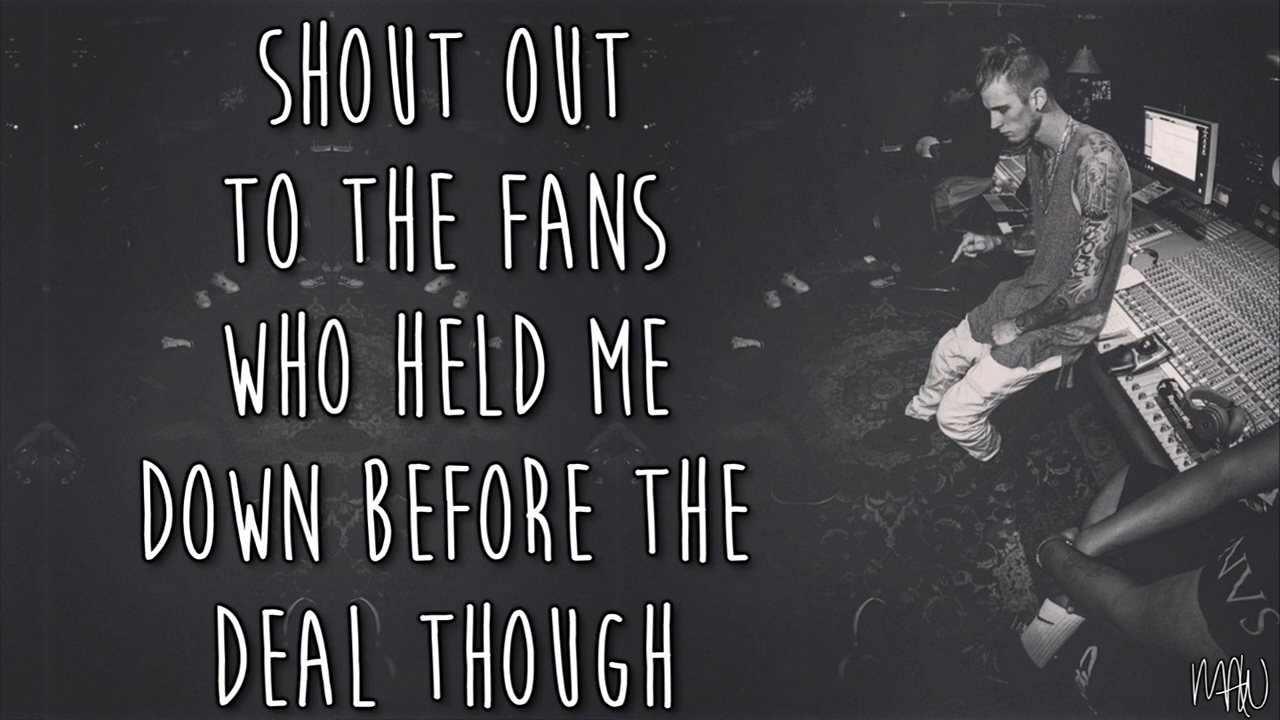 SHOUT OUT
TO THE FANS
WHO HELD ME
DOWN BEFORE THE
DEAL THOUGH